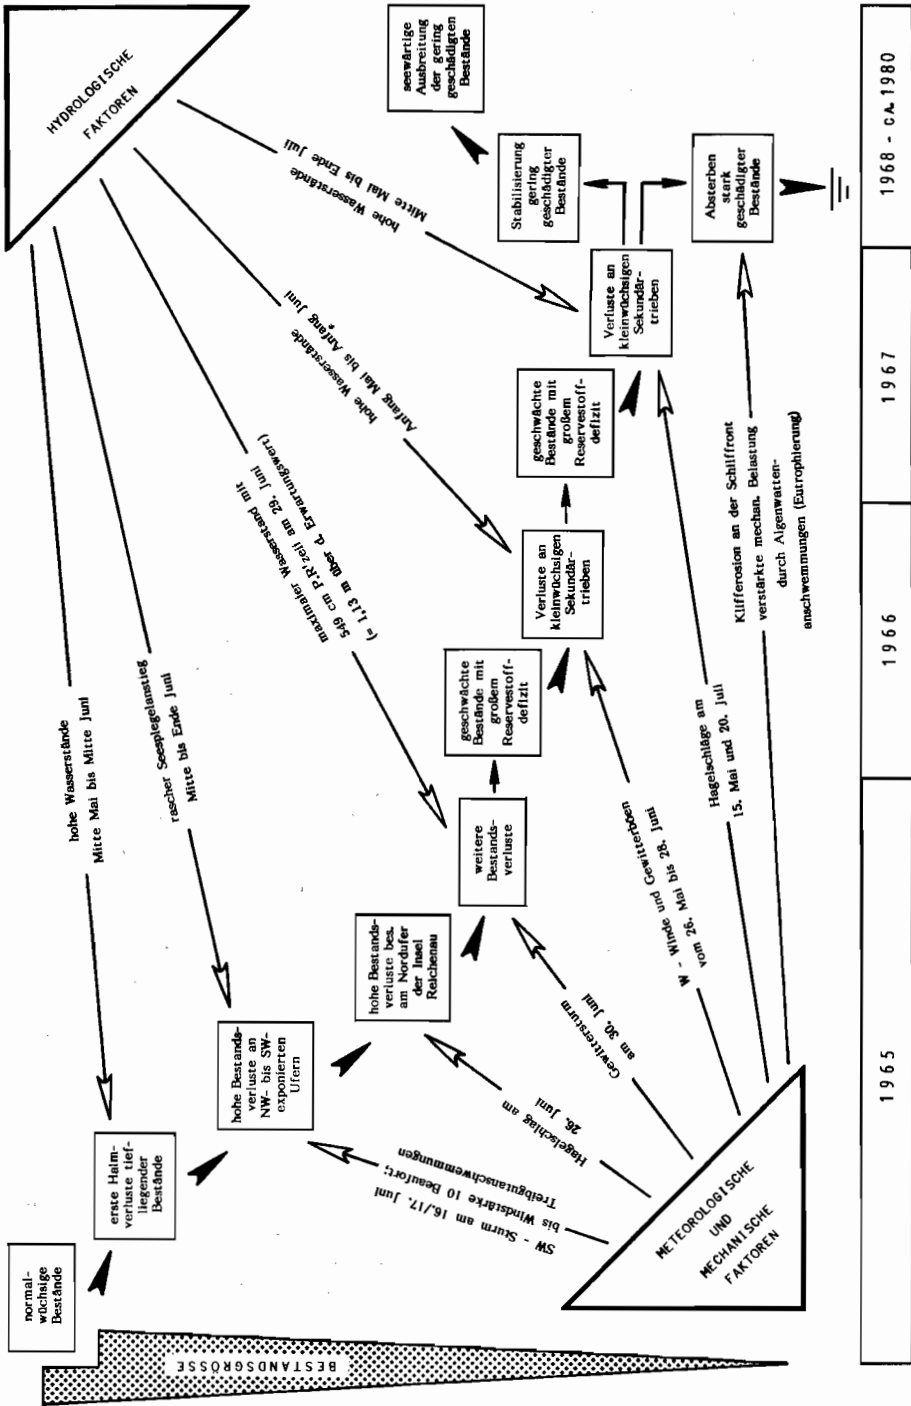 HYDROLOGISCHE
FAKTOREN
hohe Wasserstände
Mitte Mai bis Mitte Juni
rascher Seespiegelanstieg
Mitte bis Ende Juni
maximaler Wasserstand mit
549 cm P.R'zell am 29. Juni
(= 1,13 m über d. Erwartungswert)
hohe Wasserstände
Anfang Mai bis Anfang Juni
*
hohe Wasserstände
Mitte Mai bis Ende Juli
normal-
wüchsige
Bestände
erste Halm-
verluste tief-
liegender
Bestände
hohe Bestands-
verluste an
NW- bis SW-
exponierten
Ufern
hohe Bestands-
verluste bes.
am Nordufer
der Insel
Reichenau
weitere
Bestands-
verluste
geschwächte
Bestände mit
großem
Reservestoff-
defizit
Verluste an
kleinwüchsigen
Sekundär-
trieben
geschwächte
Bestände mit
großem
Reservestoff-
defizit
Verluste an
kleinwüchsigen
Sekundär-
trieben
Stabilisierung
gering
geschädigter
Bestände
seewärtige
Ausbreitung
der gering
geschädigten
Bestände
Absterben
stark
geschädigter
Bestände
SW - Sturm am 16./17. Juni
bis Windstärke 10 Beaufort;
Treibgutanschwemmungen
Hagelschlag am
26. Juni
Gewittersturm
am 30. Juni
W - Winde und Gewitterböen
vom 26. Mai bis 28. Juni
Hagelschläge am
15. Mai und 20. Juli
Klifferosion an der Schilffront
verstärkte mechan. Belastung
durch Algenwatten-
anschwemmungen (Eutrophierung)
METEOROLOGISCHE
UND
MECHANISCHE
FAKTOREN
BESTANDSGRÖSSE
1965
1966
1967
1968 - CA. 1980